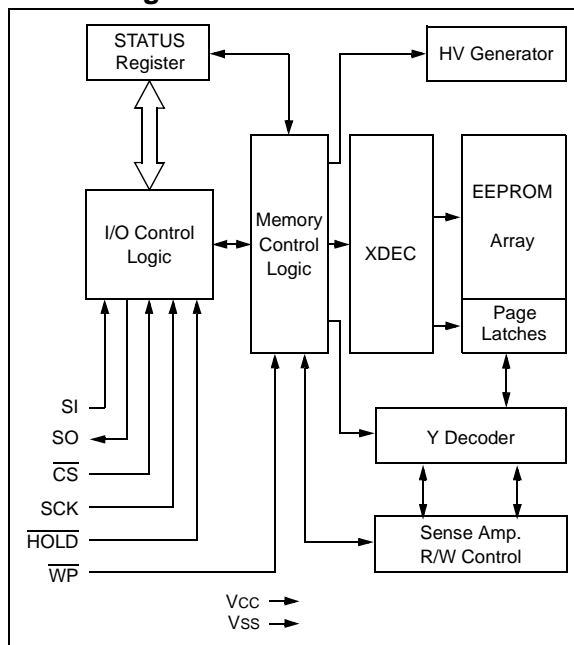 STATUS
Register
HV Generator
I/O Control
Logic
Memory
Control
Logic
XDEC
EEPROM
Array
Page
Latches
Y Decoder
Sense Amp.
R/W Control
SI
SO
CS
SCK
HOLD
WP
VCC
VSS